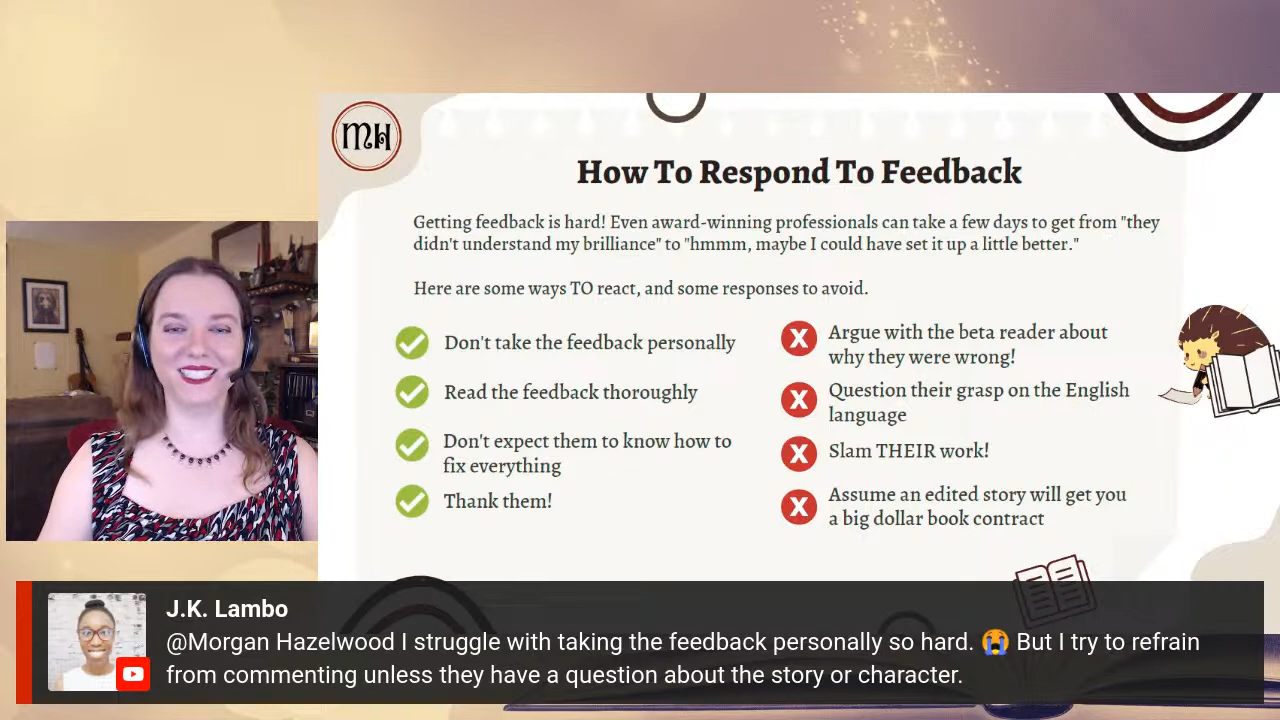 MH
How To Respond To Feedback
Getting feedback is hard! Even award-winning professionals can take a few days to get from "they
didn't understand my brilliance" to "hmmm, maybe I could have set it up a little better."
Here are some ways TO react, and some responses to avoid.
Don't take the feedback personally
Read the feedback thoroughly
Don't expect them to know how to
fix everything
Thank them!
Argue with the beta reader about
why they were wrong!
Question their grasp on the English
language
Slam THEIR work!
Assume an edited story will get you
a big dollar book contract
J.K. Lambo
@Morgan Hazelwood I struggle with taking the feedback personally so hard. 😭 But I try to refrain
from commenting unless they have a question about the story or character.